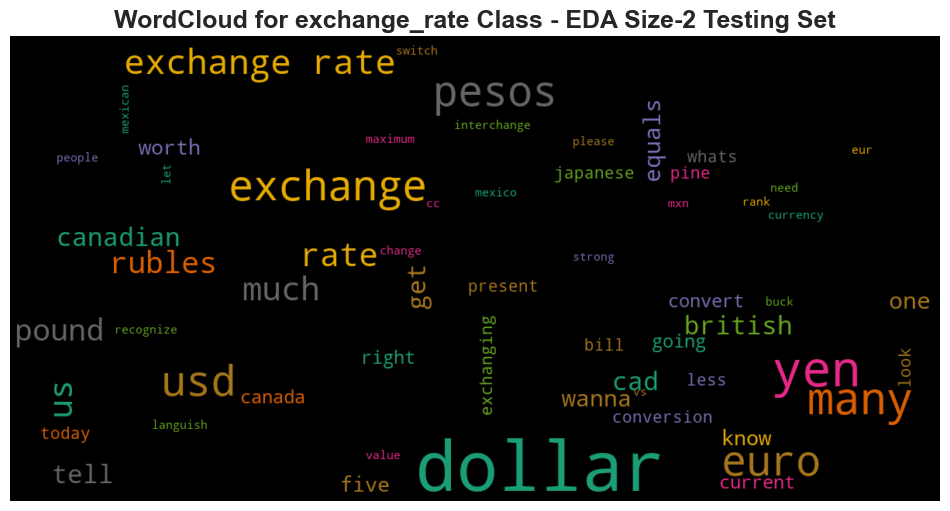 WordCloud for exchange_rate Class - EDA Size-2 Testing Set
exchange rate
switch
pesos
mexican
interchange
equals
maximum
please
worth
people
let
whats
eur
japanese
pine
exchange
cc
mexico
need
mxn
rank
currency
canadian
rubles
rate
change
strong
much
get
present
convert
buck
one
pound
recognize
british
exchanging
right
bill
going
yen
look
us
usd
canada
cad
vs
less
wanna
many
conversion
today
languish
know
tell
value
dollar
euro
five
current